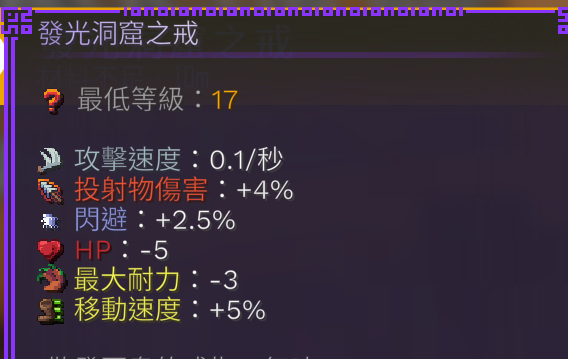 發光洞窟之戒
最低等級：17
攻擊速度：0.1/秒
投射物傷害：+4%
閃避：+2.5%
HP：-5
最大耐力：-3
移動速度：+5%